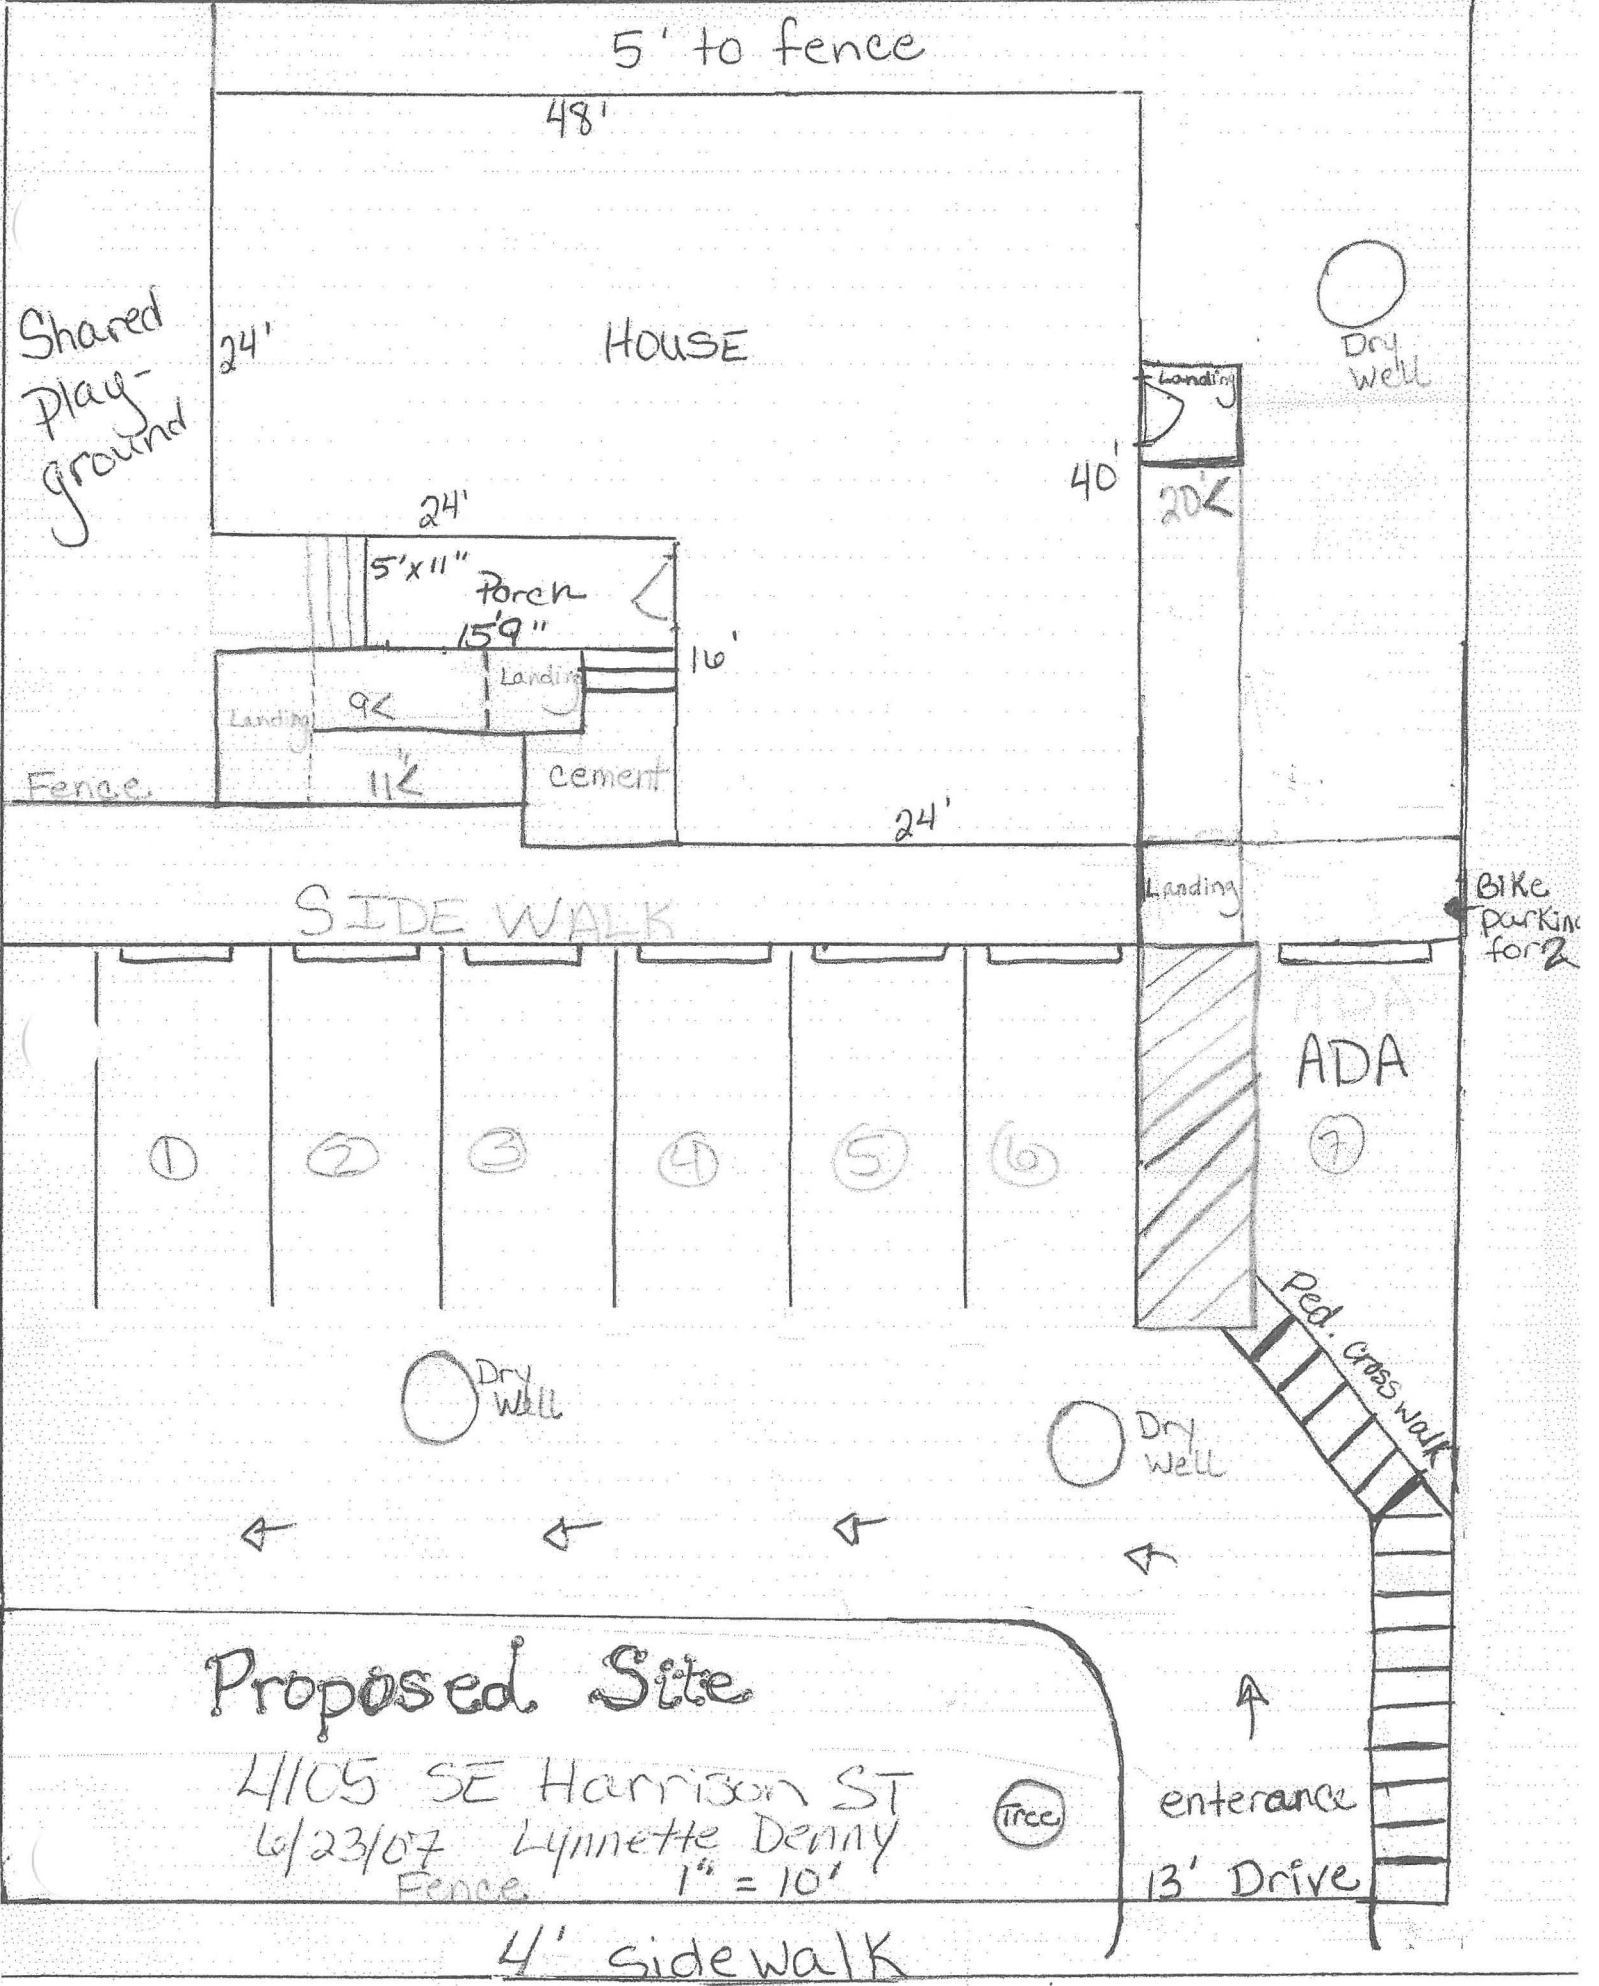 5' to fence
48'
Shared
Play-
ground
24'
HOUSE
Dry
Well
Landing
40'
20'<
24'
5'x11"
Porch
15'9"
16'
Landing
9<
Landing
11'<
cement
Fence
24'
SIDE WALK
Landing
Bike
parking
for 2
ADA
ADA
1
2
3
4
5
6
7
Ped. crosswalk
Dry
Well
Dry
Well
Proposed Site
4105 SE Harrison ST
6/23/07 Lynnette Denny
Fence 1" = 10'
Tree
enterance
13' Drive
4' sidewalk